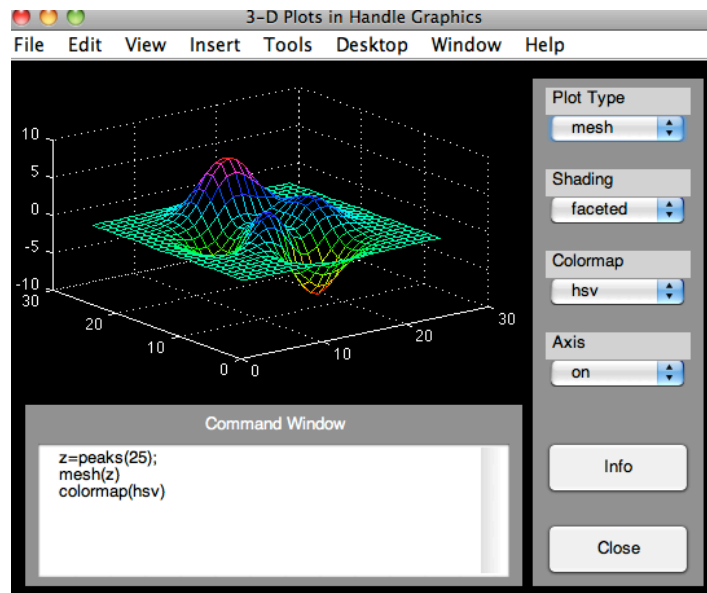 3-D Plots in Handle Graphics
File Edit View Insert Tools Desktop Window Help
Plot Type
mesh
Shading
faceted
Colormap
hsv
Axis
on
Info
Close
10
5
0
-5
-10
30
20
10
0
0
10
20
30
Command Window
z=peaks(25);
mesh(z)
colormap(hsv)